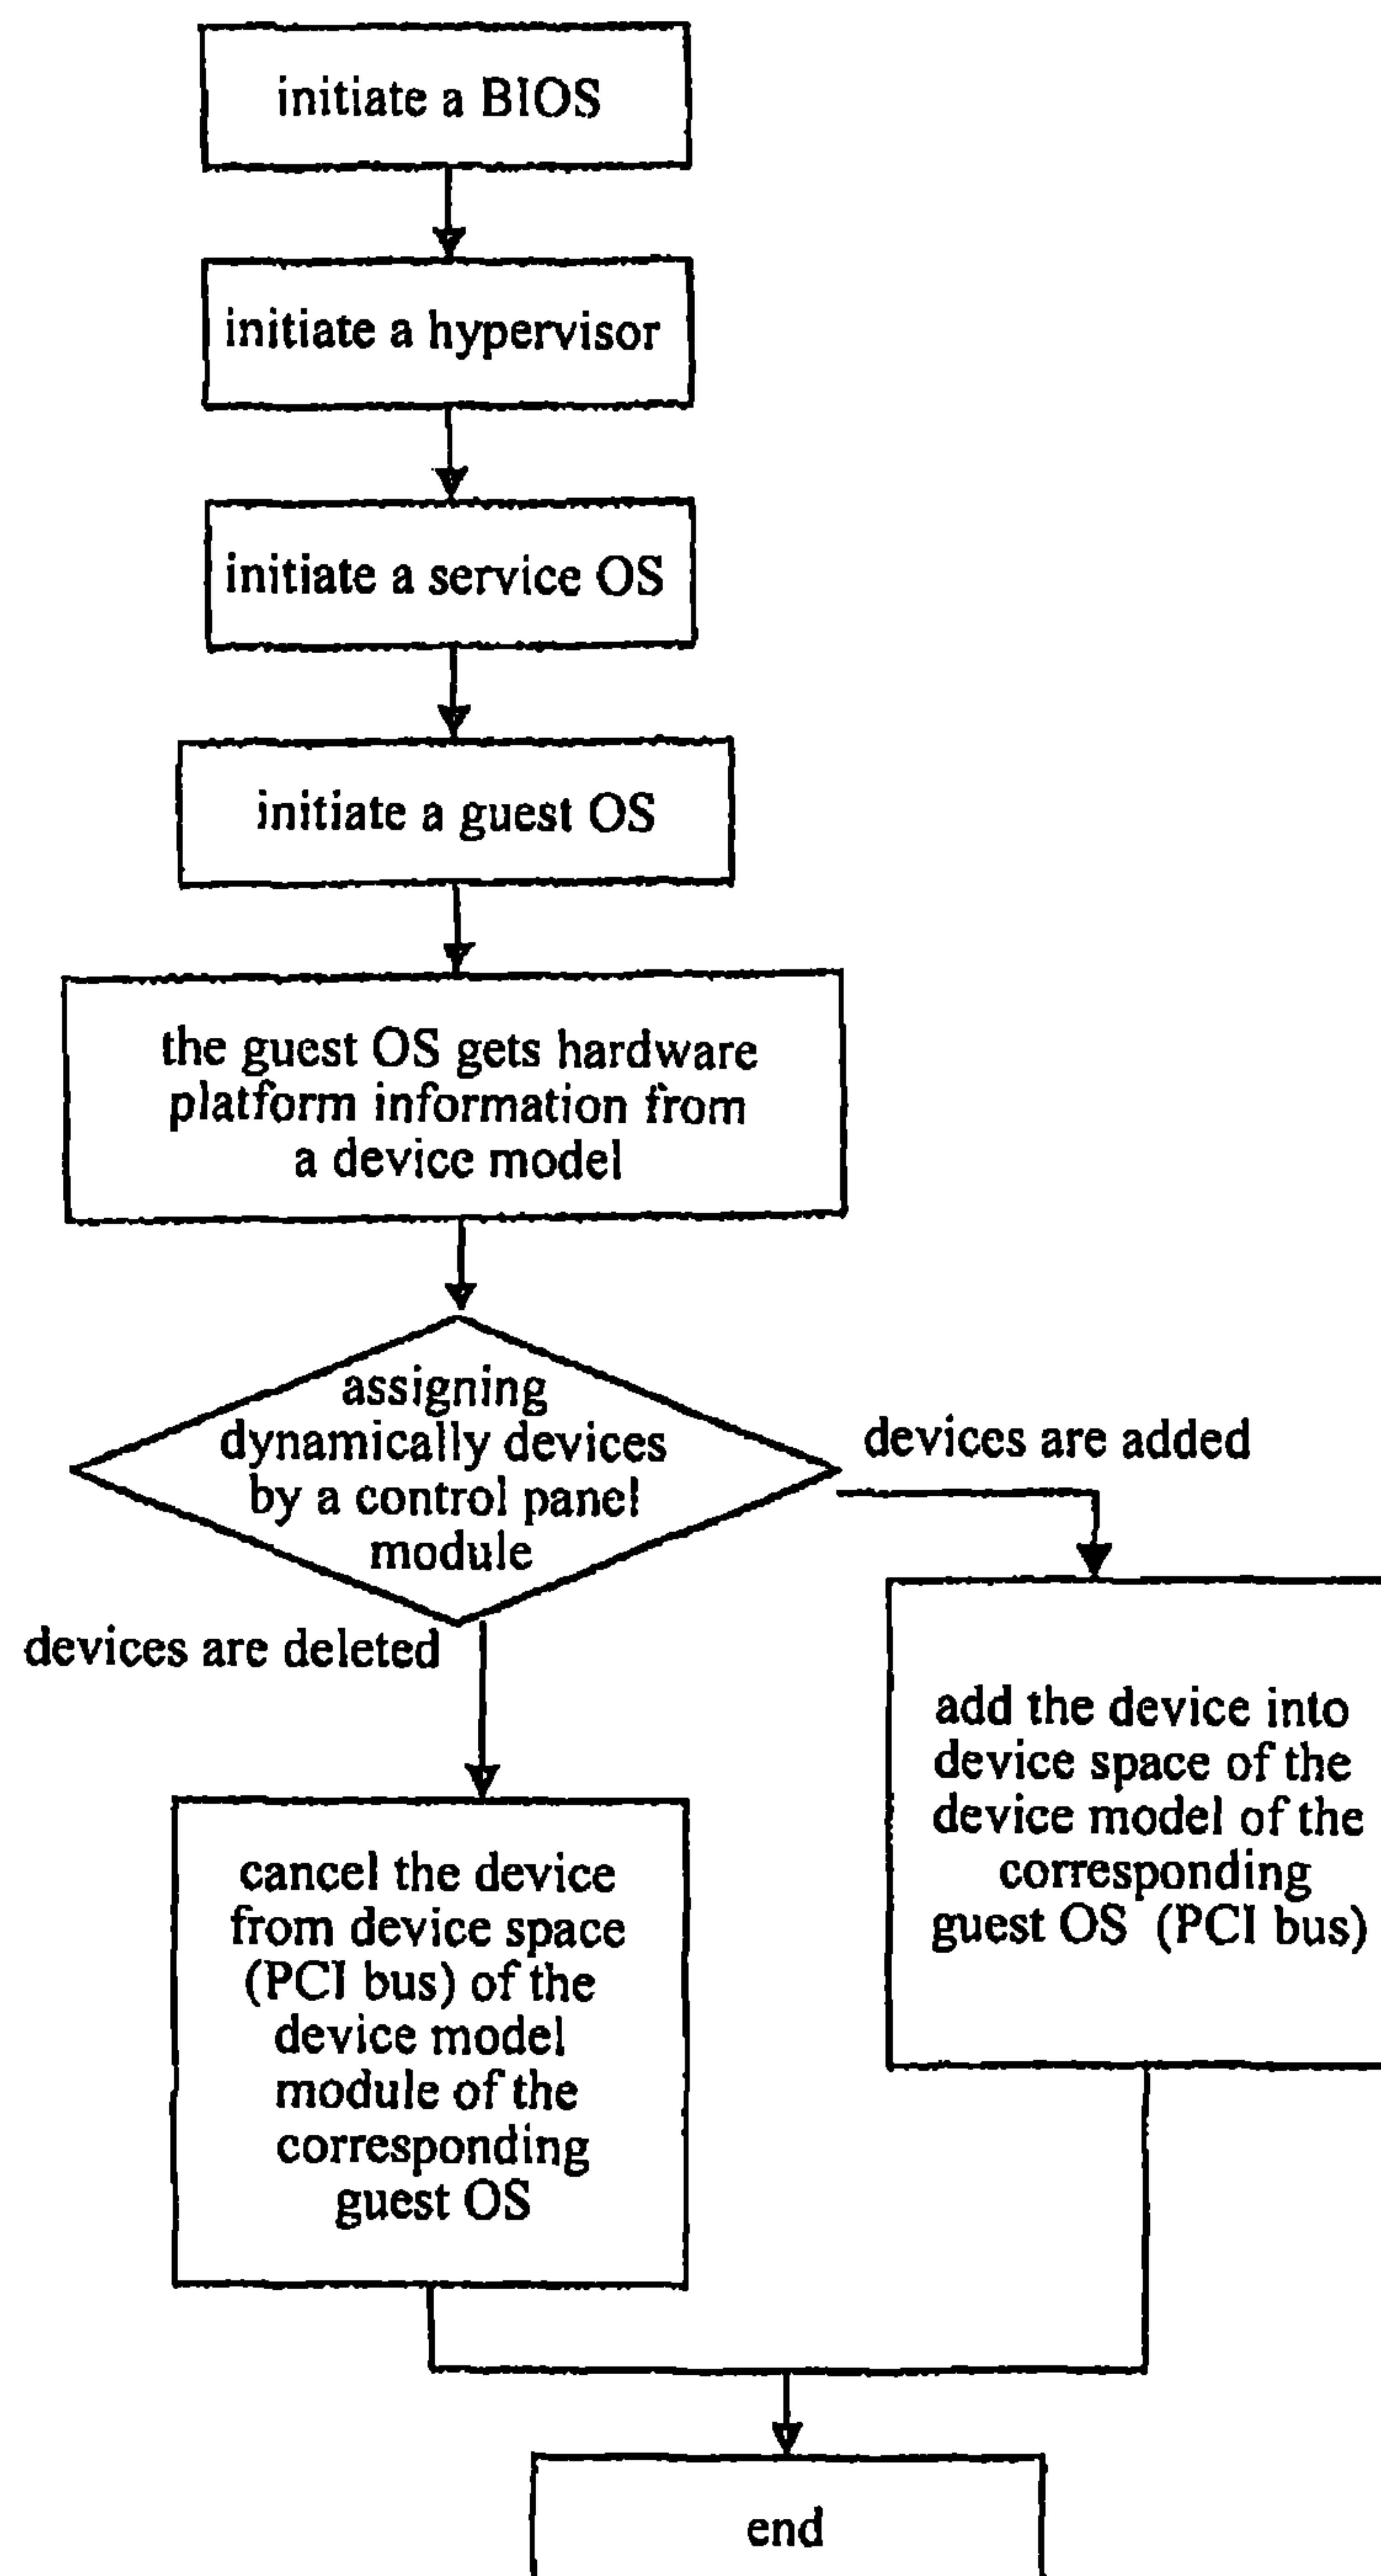 initiate a BIOS
initiate a hypervisor
initiate a service OS
initiate a guest OS
the guest OS gets hardware
platform information from
a device model
assigning
dynamically devices
by a control panel
module
devices are added
devices are deleted
add the device into
device space of the
device model of the
corresponding
guest OS (PCI bus)
cancel the device
from device space
(PCI bus) of the
device model
module of the
corresponding
guest OS
end